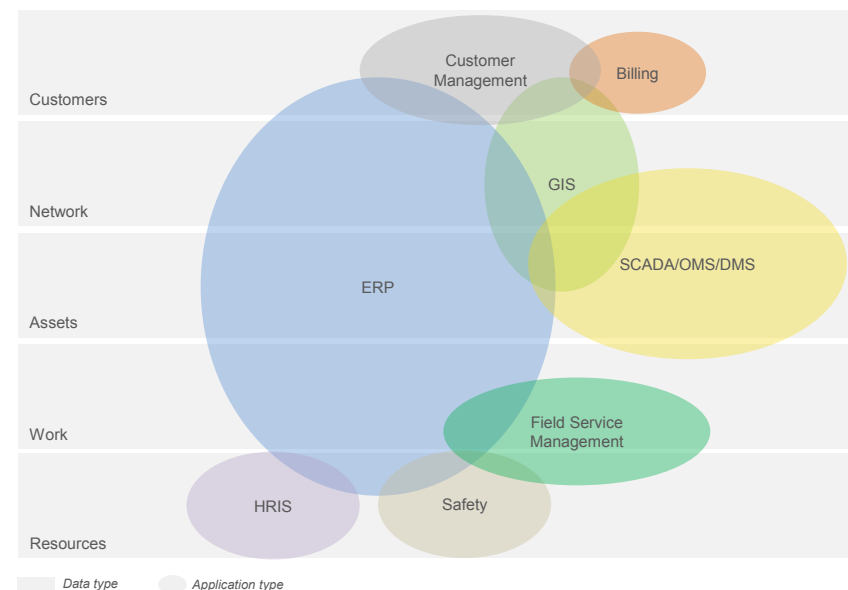 Customer
Management
Billing
Customers
GIS
Network
SCADA/OMS/DMS
ERP
Assets
Field Service
Management
Work
HRIS
Safety
Resources
Data type
Application type